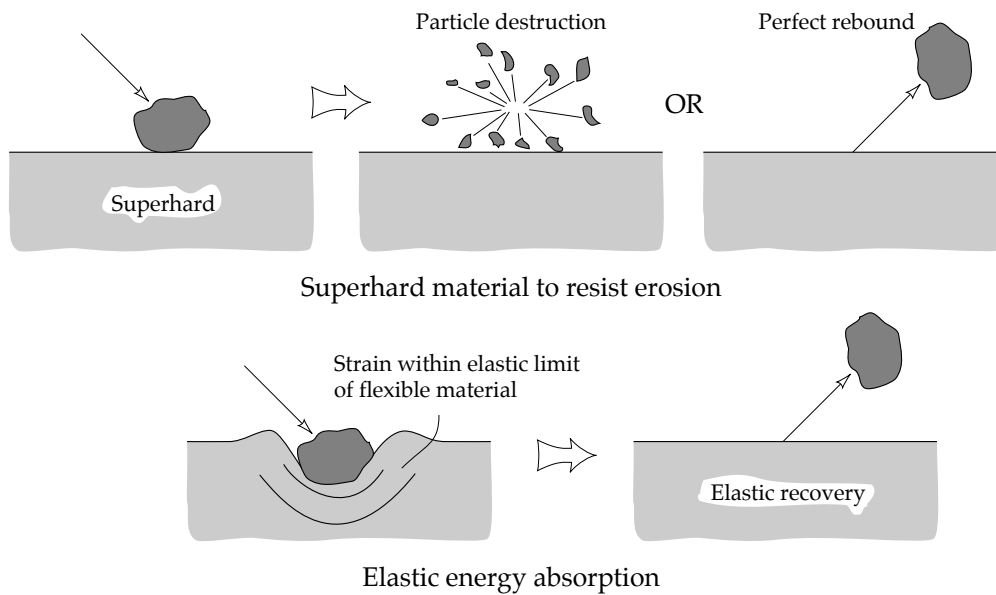 Particle destruction
Perfect rebound
OR
Superhard
Superhard material to resist erosion
Strain within elastic limit
of flexible material
Elastic recovery
Elastic energy absorption